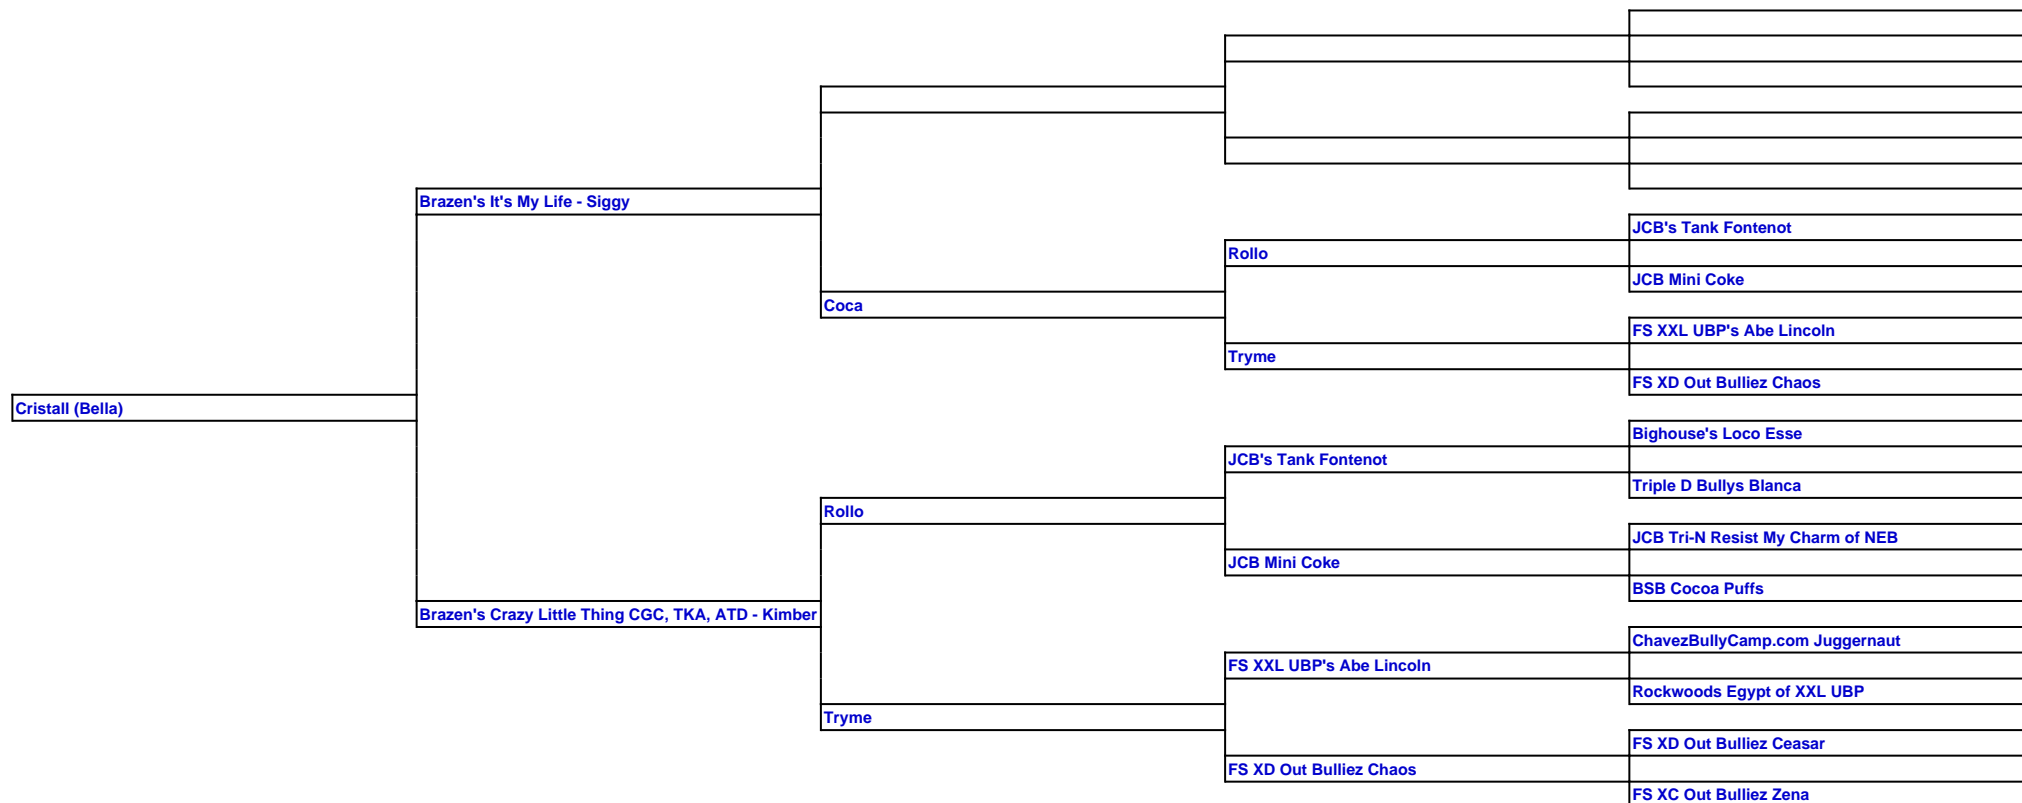 Brazen's It's My Life - Siggy
JCB's Tank Fontenot
Rollo
JCB Mini Coke
Coca
FS XXL UBP's Abe Lincoln
Tryme
FS XD Out Bulliez Chaos
Cristall (Bella)
Bighouse's Loco Esse
JCB's Tank Fontenot
Triple D Bullys Blanca
Rollo
JCB Tri-N Resist My Charm of NEB
JCB Mini Coke
BSB Cocoa Puffs
Brazen's Crazy Little Thing CGC, TKA, ATD - Kimber
ChavezBullyCamp.com Juggernaut
FS XXL UBP's Abe Lincoln
Rockwoods Egypt of XXL UBP
Tryme
FS XD Out Bulliez Ceasar
FS XD Out Bulliez Chaos
FS XC Out Bulliez Zena